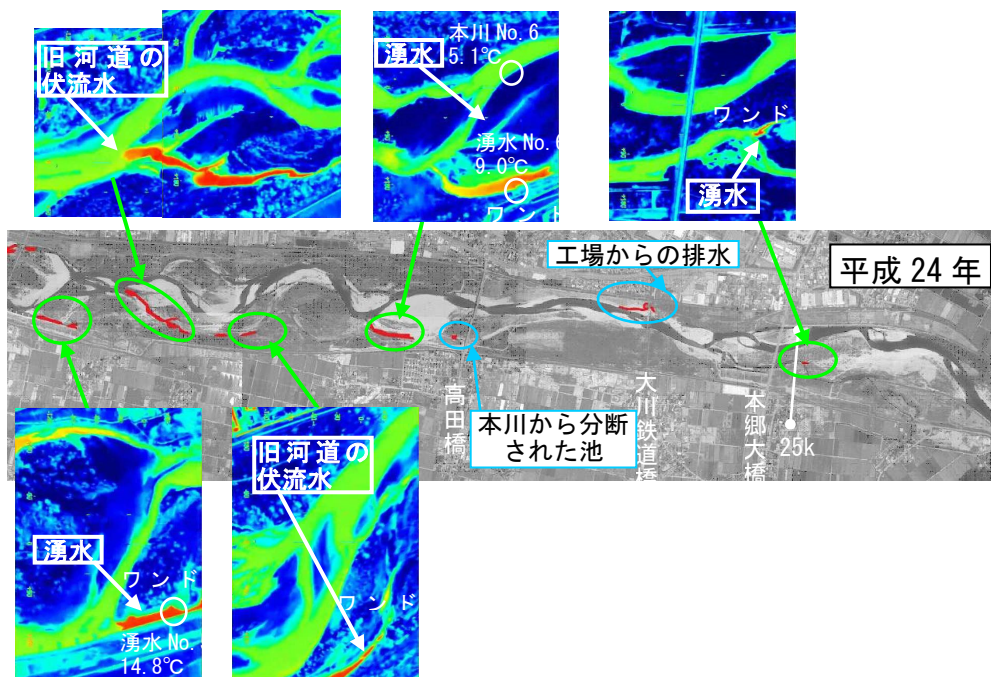 旧河道の
伏流水
本川 No. 6
5.1℃
湧水
湧水 No. 6
9.0℃
ワンド
ワンド
湧水
工場からの排水
平成 24 年
高田橋
本川から分断
された池
大川鉄道橋
本郷大橋
25k
旧河道の
伏流水
湧水
ワンド
湧水 No.
14.8℃
ワンド